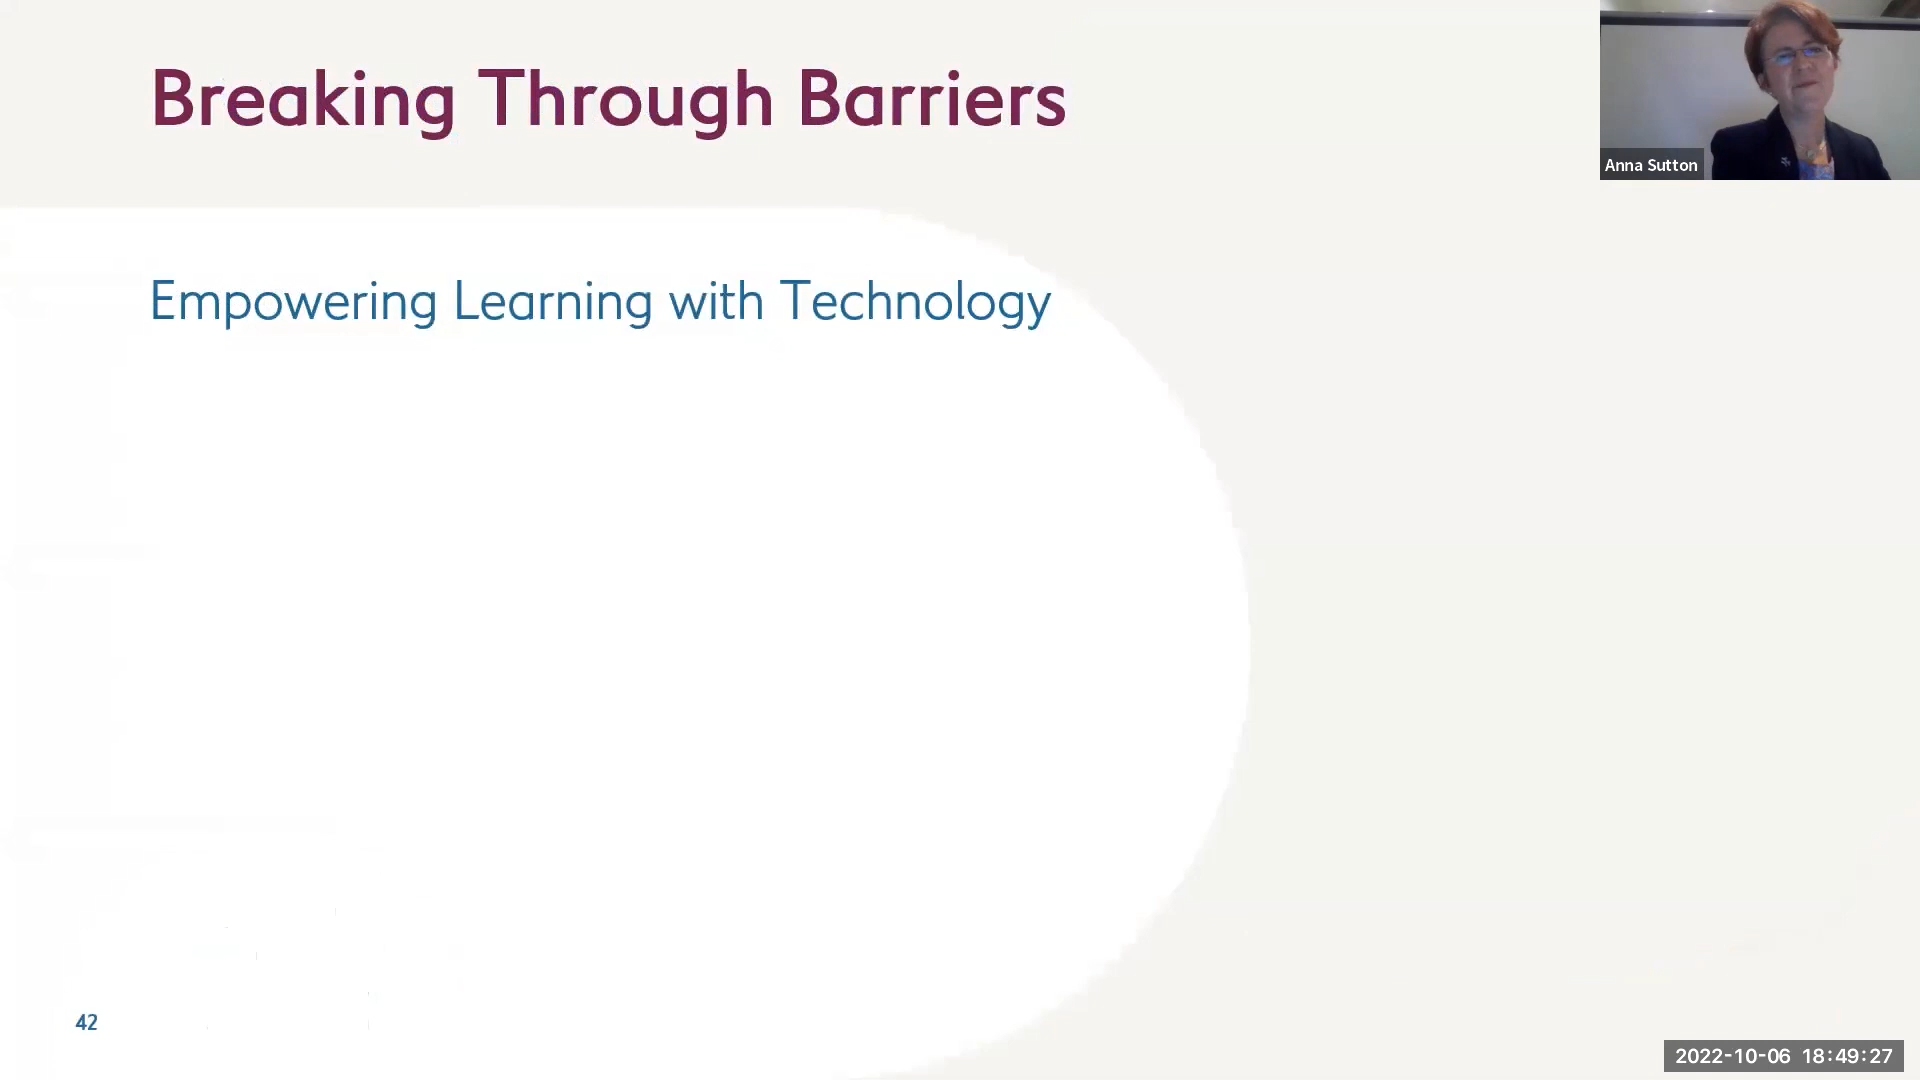 Breaking Through Barriers
Anna Sutton
Empowering Learning with Technology
42
2022-10-06 18:49:27